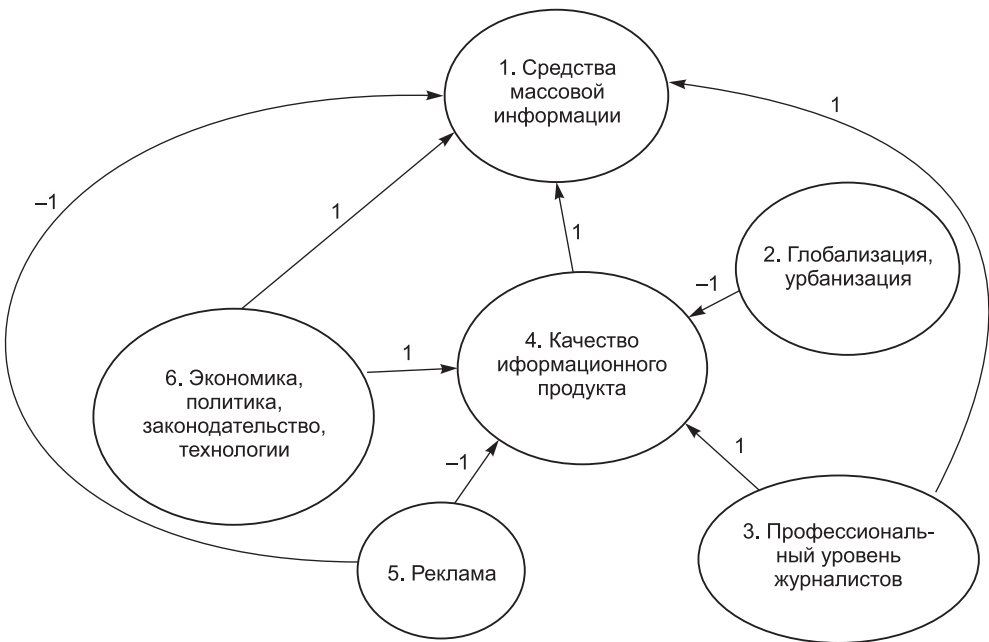 1. Средства
массовой
информации
1
–1
1
1
2. Глобализация,
урбанизация
–1
4. Качество
иформационного
продукта
1
6. Экономика,
политика,
законодательство,
технологии
–1
1
5. Реклама
3. Профессиональ-
ный уровень
журналистов